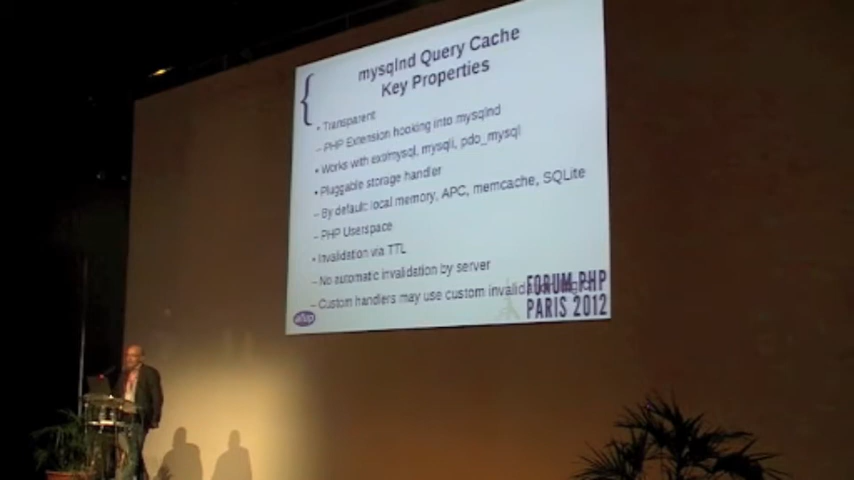 mysqlnd Query Cache
Key Properties
• Transparent
– PHP Extension hooking into mysqlnd
• Works with ext/mysql, mysqli, pdo_mysql
• Pluggable storage handler
– By default: local memory, APC, memcache, SQLite
– PHP Userspace
• Invalidation via TTL
– No automatic invalidation by server
– Custom handlers may use custom
FORUM PHP
PARIS 2012
afup